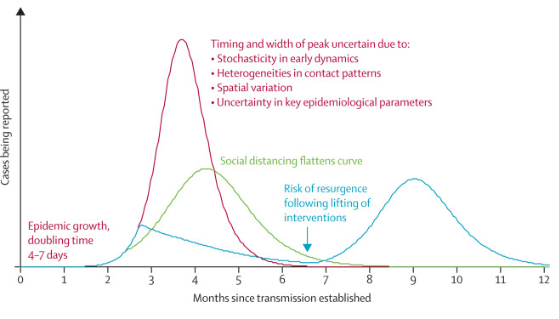 Timing and width of peak uncertain due to:
• Stochasticity in early dynamics
• Heterogeneities in contact patterns
• Spatial variation
• Uncertainty in key epidemiological parameters
Social distancing flattens curve
Risk of resurgence
following lifting of
interventions
Epidemic growth,
doubling time
4–7 days
Cases being reported
0 1 2 3 4 5 6 7 8 9 10 11 12
Months since transmission established